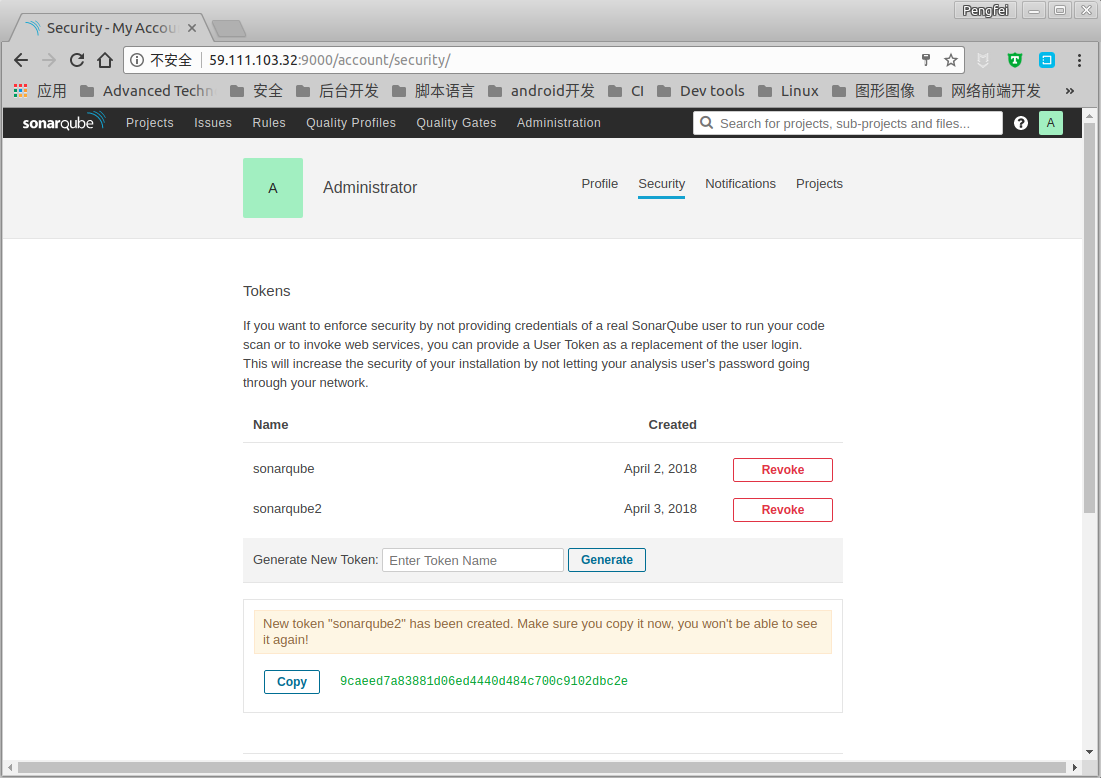 Pengfei
Security - My Accou
不安全 59.111.103.32:9000/account/security/
应用 Advanced Techn 安全 后台开发 脚本语言 android开发 CI Dev tools Linux 图形图像 网络前端开发 »
sonarqube Projects Issues Rules Quality Profiles Quality Gates Administration Search for projects, sub-projects and files... ? A
A Administrator Profile Security Notifications Projects
Tokens
If you want to enforce security by not providing credentials of a real SonarQube user to run your code
scan or to invoke web services, you can provide a User Token as a replacement of the user login.
This will increase the security of your installation by not letting your analysis user's password going
through your network.
Name Created
sonarqube April 2, 2018 Revoke
sonarqube2 April 3, 2018 Revoke
Generate New Token: Enter Token Name Generate
New token "sonarqube2" has been created. Make sure you copy it now, you won't be able to see
it again!
Copy 9caeed7a83881d06ed4440d484c700c9102dbc2e